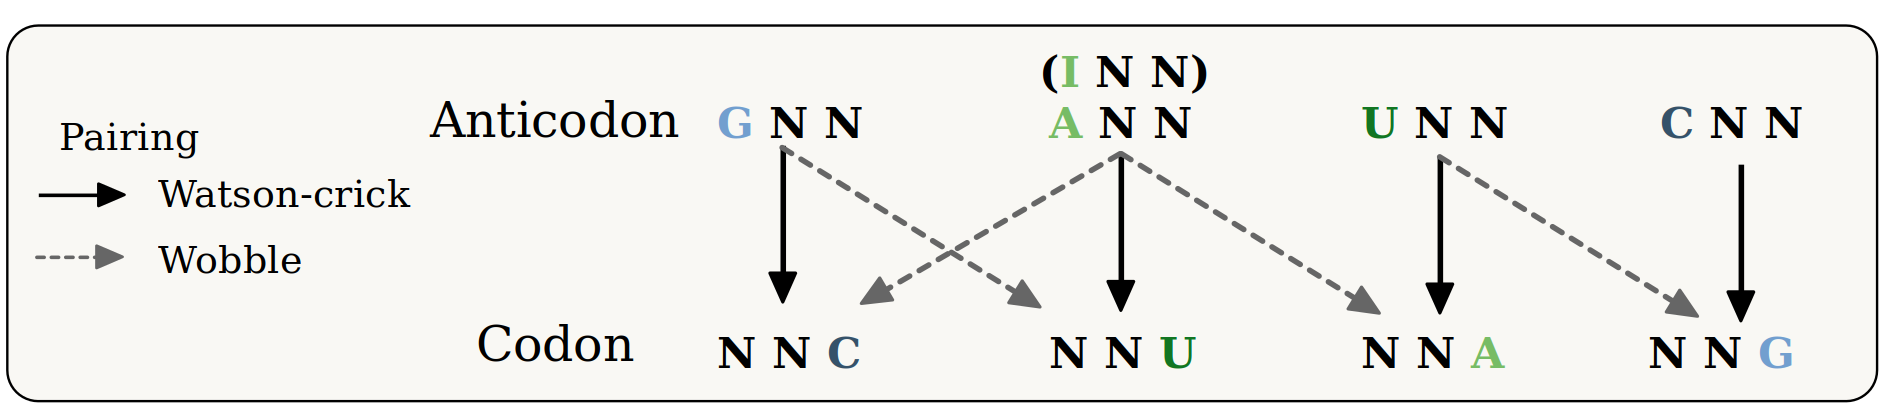 (I N N)
Anticodon G N N A N N U N N C N N
Pairing
Watson-crick
Wobble
Codon N N C N N U N N A N N G